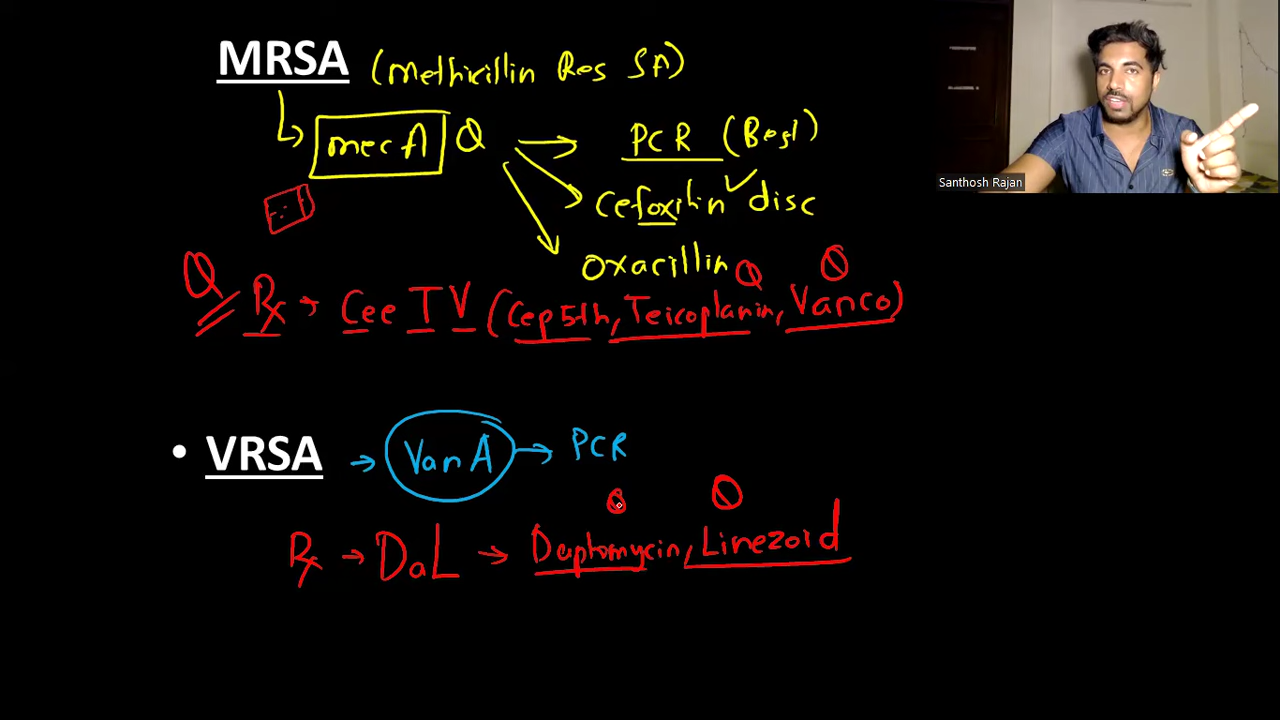 MRSA (Methicillin Res SA)
mecA Q → PCR (Best)
cefoxitin ✓ disc
oxacillin
Q Rx → Cee TV (Cep 5th, Teicoplanin, Vanco)
Q Q
• VRSA → VanA → PCR
Rx → DaL → Daptomycin, Linezoid
Santhosh Rajan